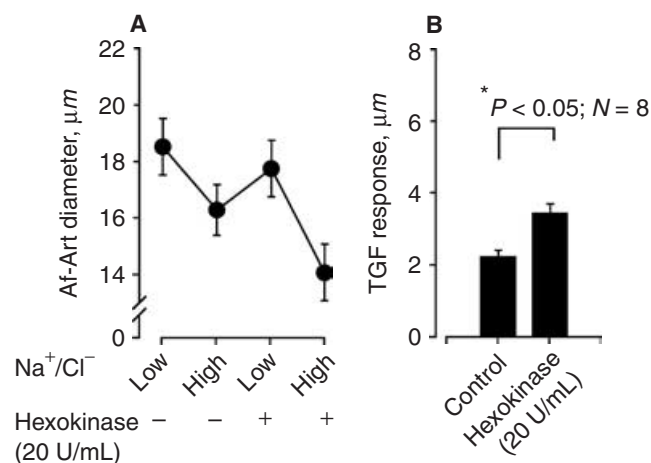 A
Af-Art diameter, μm
22
20
18
16
14
0
Na⁺/Cl⁻
Low
High
Low
High
Hexokinase
(20 U/mL)
−
−
+
+
B
TGF response, μm
8
6
4
2
0
*
P < 0.05; N = 8
Control
Hexokinase
(20 U/mL)